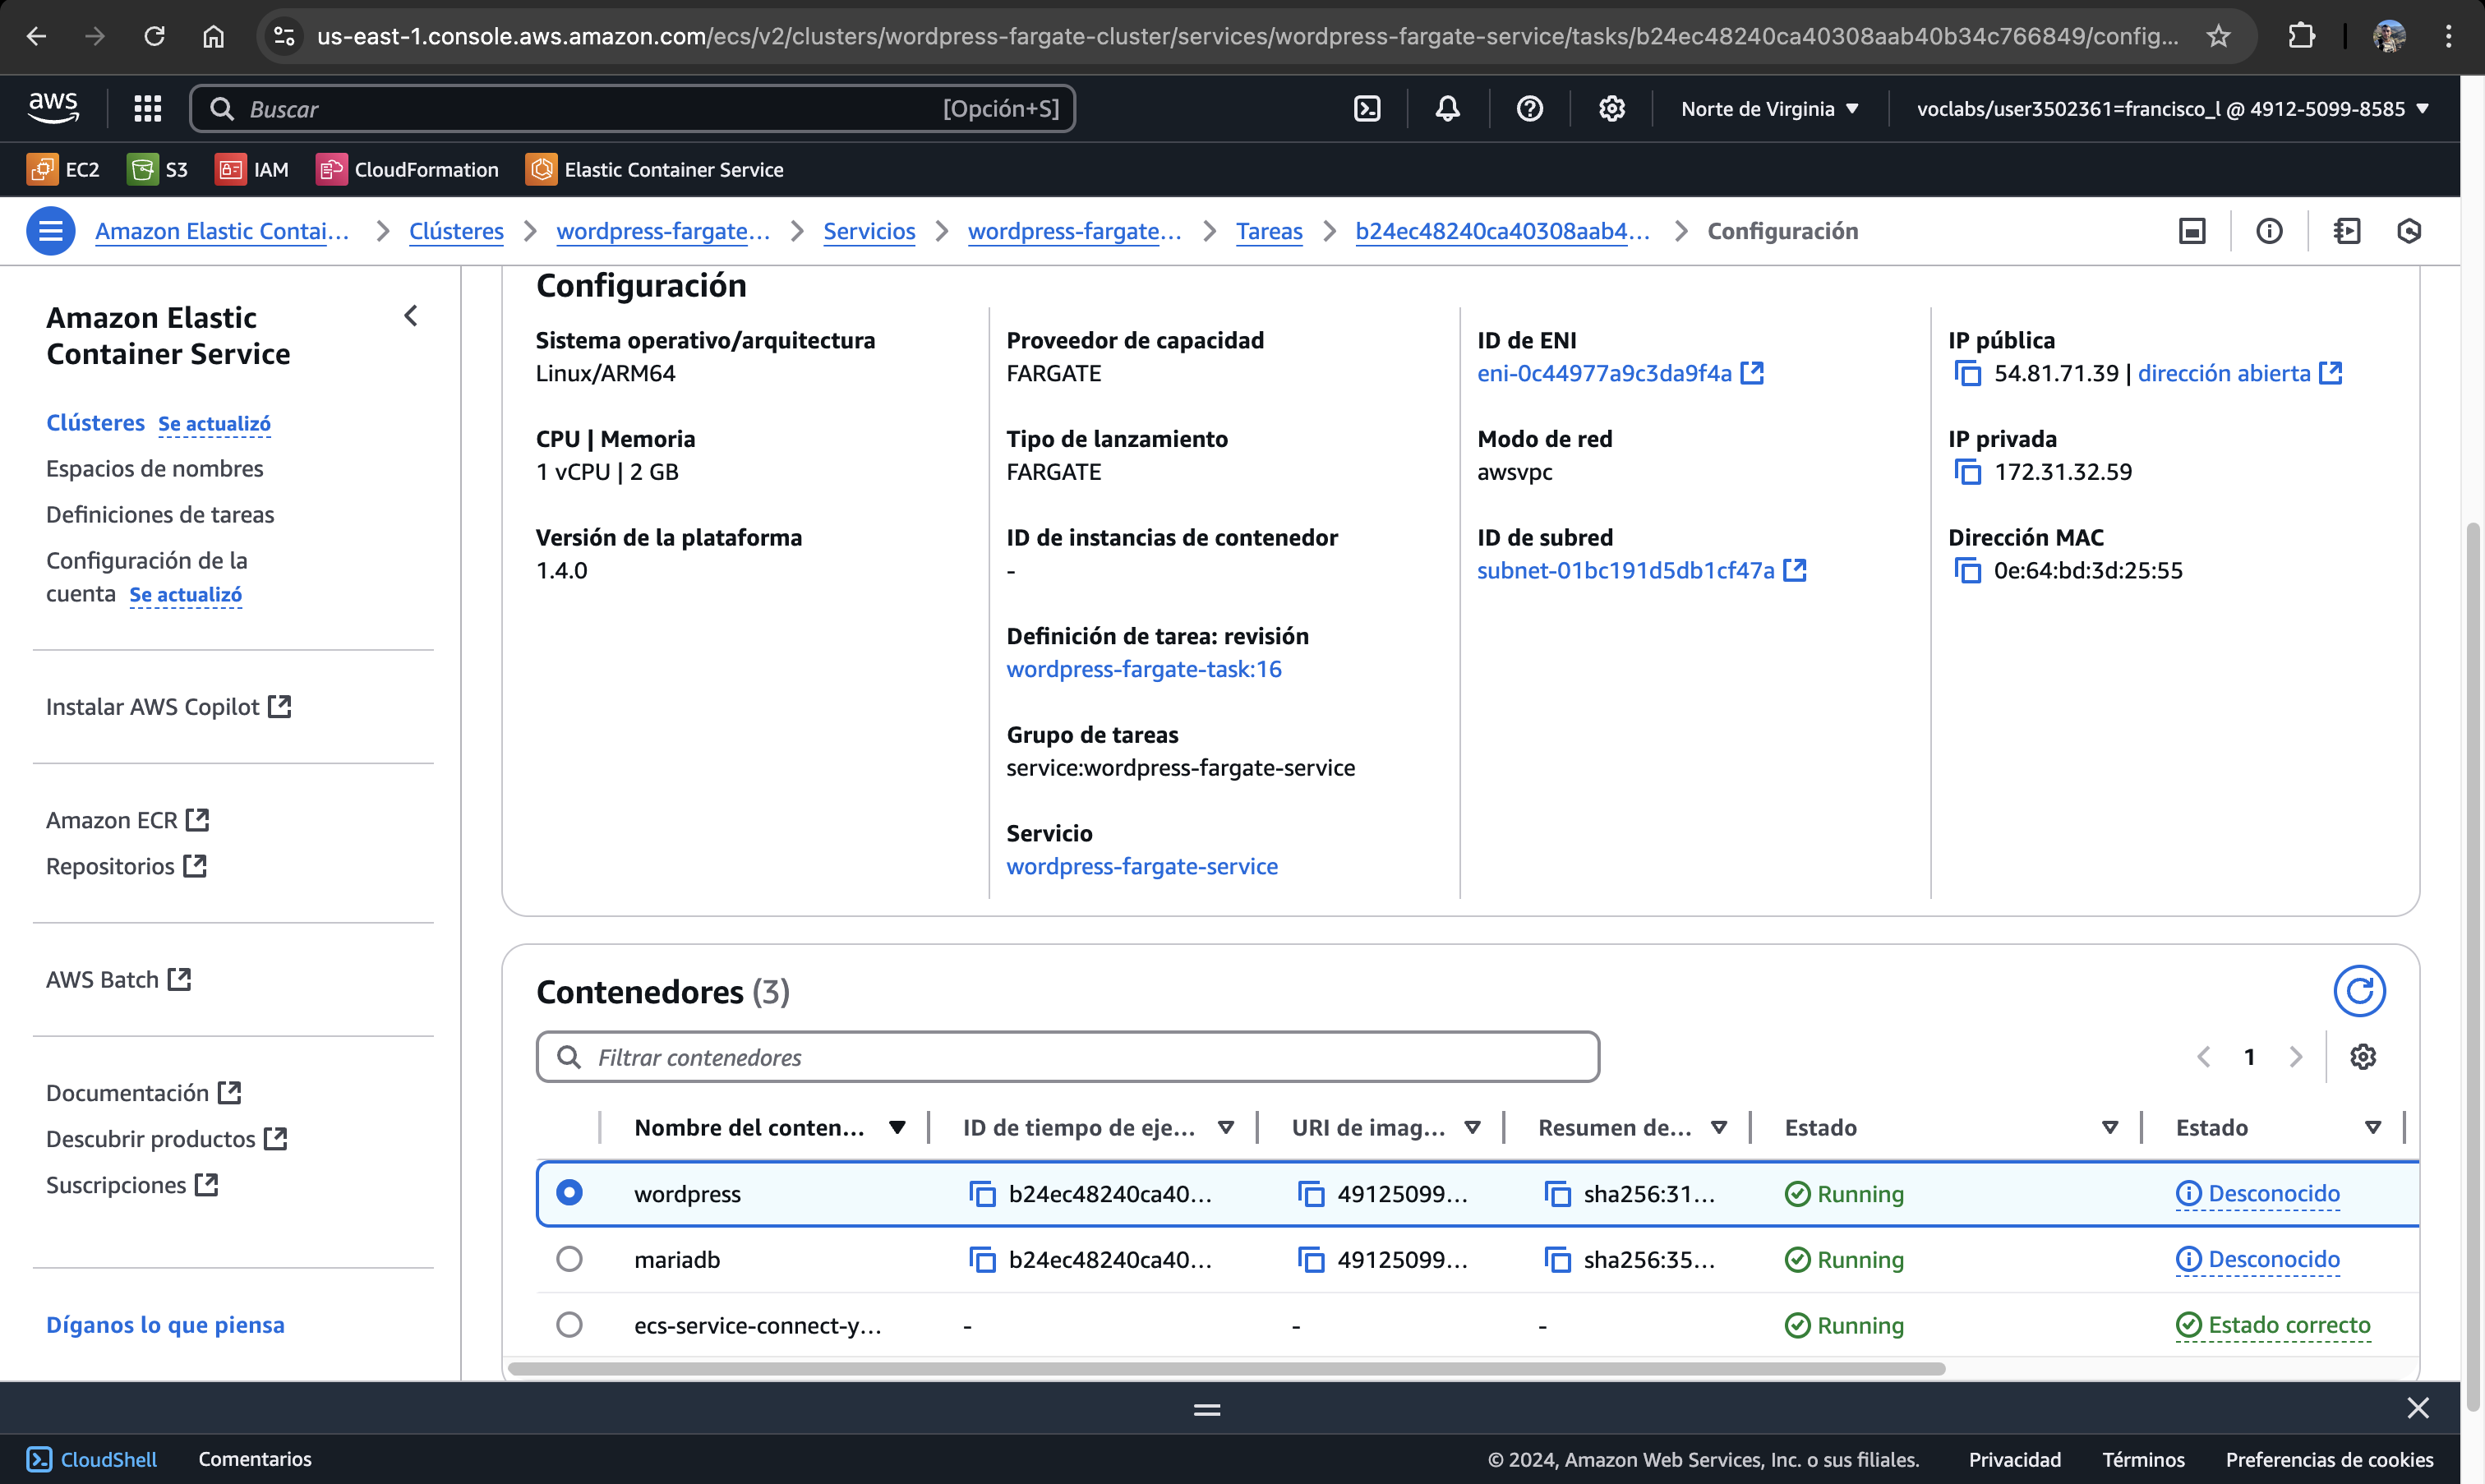 us-east-1.console.aws.amazon.com/ecs/v2/clusters/wordpress-fargate-cluster/services/wordpress-fargate-service/tasks/b24ec48240ca40308aab40b34c766849/config...
aws
Buscar
[Opción+S]
Norte de Virginia
voclabs/user3502361=francisco_l @ 4912-5099-8585
EC2
S3
IAM
CloudFormation
Elastic Container Service
Amazon Elastic Contai...
Clústeres
wordpress-fargate...
Servicios
wordpress-fargate...
Tareas
b24ec48240ca40308aab4...
Configuración
Amazon Elastic
Container Service
Clústeres Se actualizó
Espacios de nombres
Definiciones de tareas
Configuración de la
cuenta Se actualizó
Instalar AWS Copilot
Amazon ECR
Repositorios
AWS Batch
Documentación
Descubrir productos
Suscripciones
Díganos lo que piensa
Configuración
Sistema operativo/arquitectura
Linux/ARM64
CPU | Memoria
1 vCPU | 2 GB
Versión de la plataforma
1.4.0
Proveedor de capacidad
FARGATE
Tipo de lanzamiento
FARGATE
ID de instancias de contenedor
-
Definición de tarea: revisión
wordpress-fargate-task:16
Grupo de tareas
service:wordpress-fargate-service
Servicio
wordpress-fargate-service
ID de ENI
eni-0c44977a9c3da9f4a
Modo de red
awsvpc
ID de subred
subnet-01bc191d5db1cf47a
IP pública
54.81.71.39 | dirección abierta
IP privada
172.31.32.59
Dirección MAC
0e:64:bd:3d:25:55
Contenedores (3)
Filtrar contenedores
1
Nombre del conten... ID de tiempo de eje... URI de imag... Resumen de... Estado Estado
wordpress b24ec48240ca40... 49125099... sha256:31... Running Desconocido
mariadb b24ec48240ca40... 49125099... sha256:35... Running Desconocido
ecs-service-connect-y... - - - Running Estado correcto
CloudShell
Comentarios
© 2024, Amazon Web Services, Inc. o sus filiales.
Privacidad
Términos
Preferencias de cookies